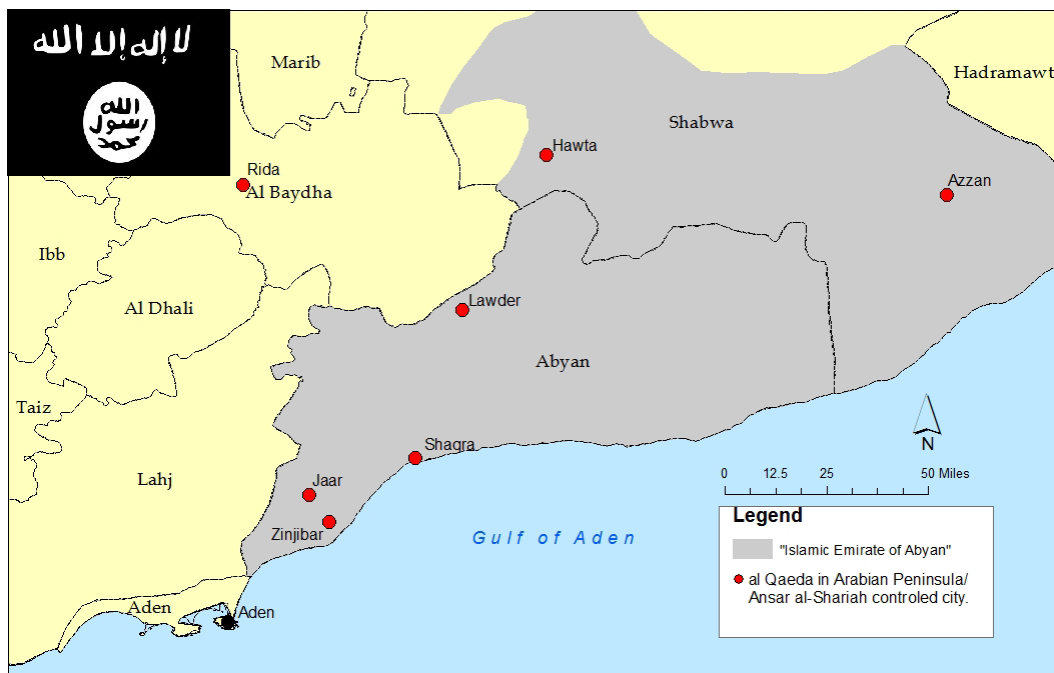 لا إله إلا الله
الله
رسول
محمد
Marib
Hadramawt
Shabwa
Hawta
Rida
Al Baydha
Azzan
Ibb
Al Dhali
Lawder
Abyan
Taiz
Shaqra
Lahj
Jaar
Zinjibar
Gulf of Aden
Aden
Aden
N
0 12.5 25 50 Miles
Legend
"Islamic Emirate of Abyan"
al Qaeda in Arabian Peninsula/
Ansar al-Shariah controled city.